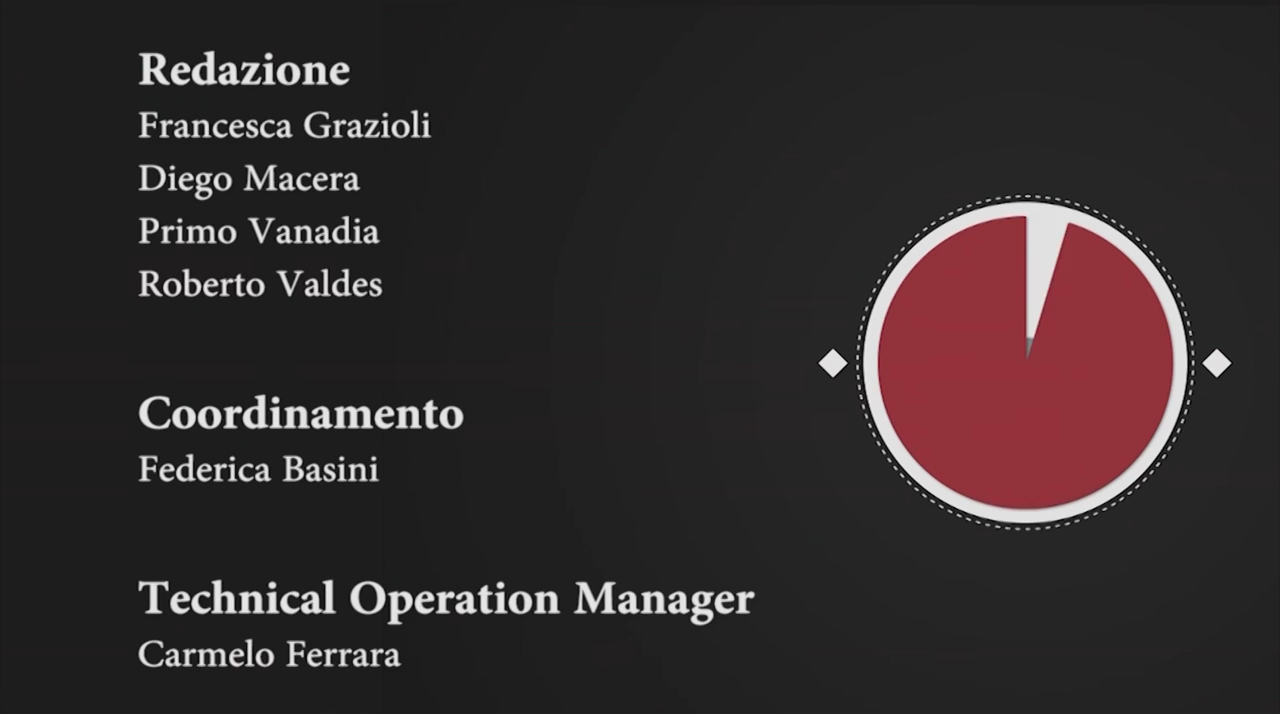 Redazione
Francesca Grazioli
Diego Macera
Primo Vanadia
Roberto Valdes
Coordinamento
Federica Basini
Technical Operation Manager
Carmelo Ferrara